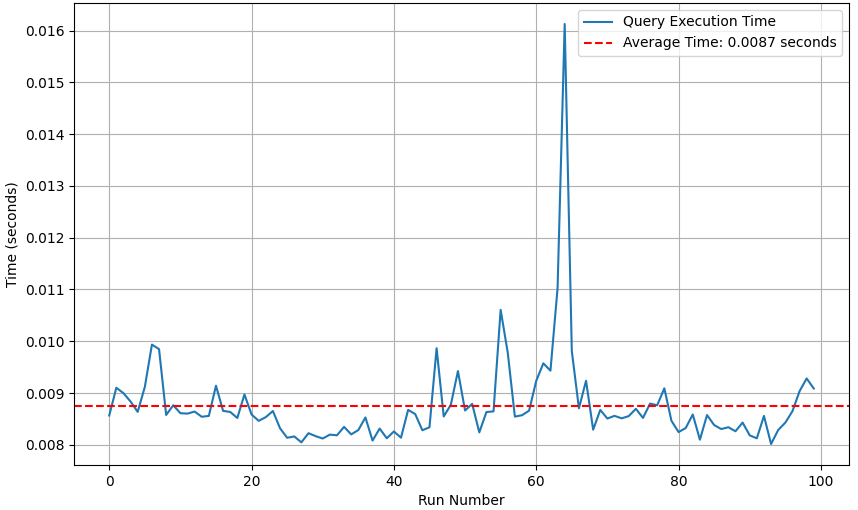 Query Execution Time
Average Time: 0.0087 seconds
0.016
0.015
0.014
0.013
0.012
0.011
0.010
0.009
0.008
Time (seconds)
0 20 40 60 80 100
Run Number